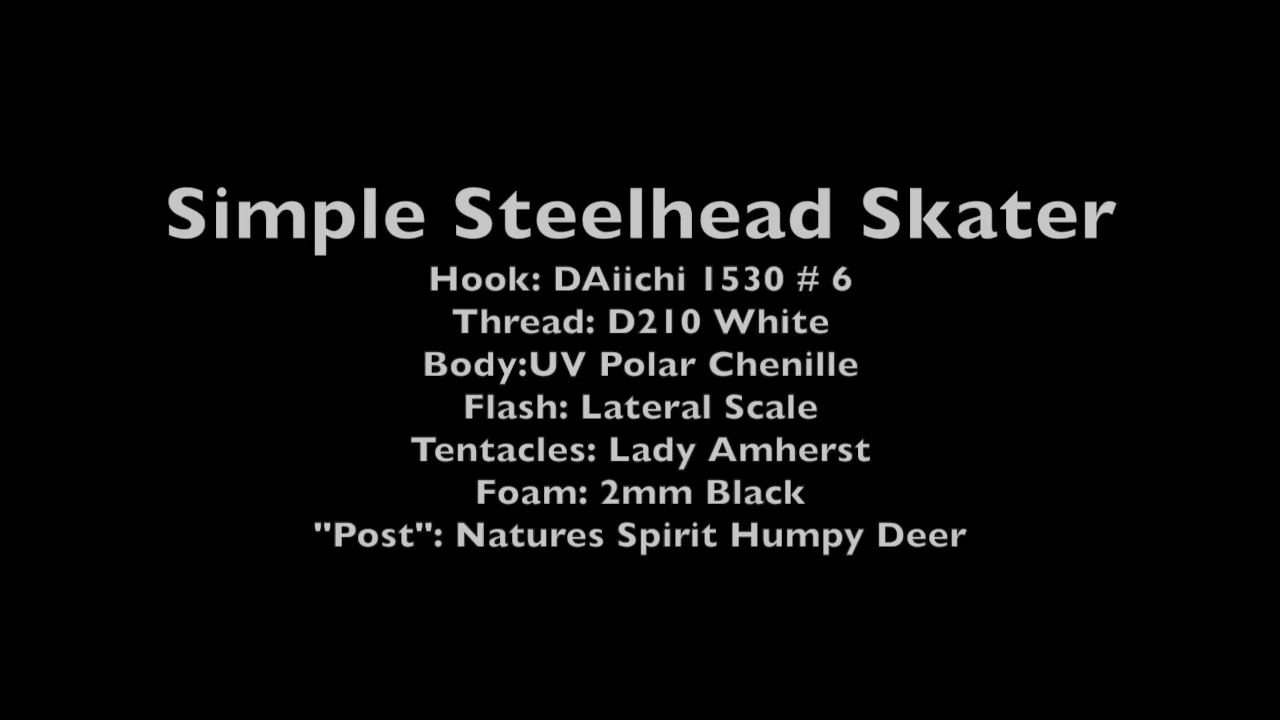 Simple Steelhead Skater
Hook: DAiichi 1530 # 6
Thread: D210 White
Body:UV Polar Chenille
Flash: Lateral Scale
Tentacles: Lady Amherst
Foam: 2mm Black
"Post": Natures Spirit Humpy Deer